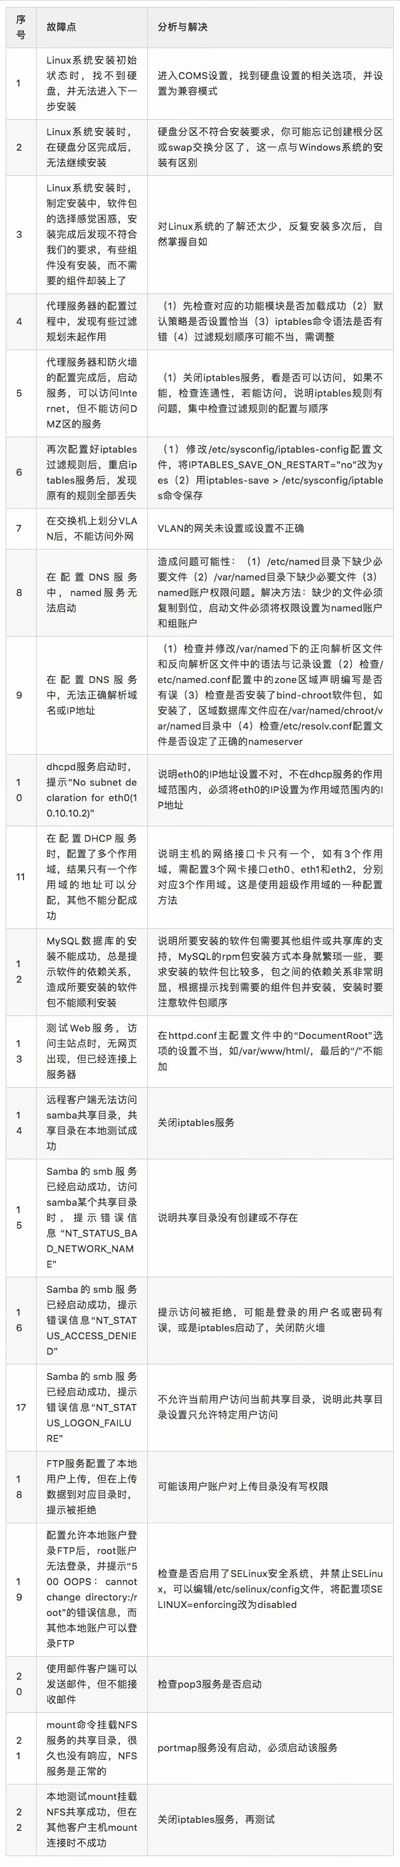 序
号
故障点
分析与解决
1
Linux系统安装初始
状态时，找不到硬
盘，并无法进入下一
步安装
进入COMS设置，找到硬盘设置的相关选项，并设
置为兼容模式
2
Linux系统安装时，
在硬盘分区完成后，
无法继续安装
硬盘分区不符合安装要求，你可能忘记创建根分区
或swap交换分区了，这一点与Windows系统的安
装有区别
3
Linux系统安装时，
制定安装中，软件包
的选择感觉困惑，安
装完成后发现不符合
我们的要求，有些组
件没有安装，而不需
要的组件却装上了
对Linux系统的了解还太少，反复安装多次后，自
然掌握自如
4
代理服务器的配置过
程中，发现有些过滤
规划未起作用
（1）先检查对应的功能模块是否加载成功（2）默
认策略是否设置恰当（3）iptables命令语法是否有
错（4）过滤规划顺序可能不当，需调整
5
代理服务器和防火墙
的配置完成后，启动
服务，可以访问Inte
rnet，但不能访问D
MZ区的服务
（1）关闭iptables服务，看是否可以访问，如果不
能，检查连通性，若能访问，说明iptables规则有
问题，集中检查过滤规则的配置与顺序
6
再次配置好iptables
过滤规则后，重启ip
tables服务后，发现
原有的规则全部丢失
（1）修改/etc/sysconfig/iptables-config配置文
件，将IPTABLES_SAVE_ON_RESTART="no"改为y
es（2）用iptables-save > /etc/sysconfig/iptable
s命令保存
7
在交换机上划分VLA
N后，不能访问外网
VLAN的网关未设置或设置不正确
8
在配置DNS服务
中，named服务无
法启动
造成问题可能性：（1）/etc/named目录下缺少必
要文件（2）/var/named目录下缺少必要文件（3）
named账户权限问题。解决方法：缺少的文件必须
复制到位，启动文件必须将权限设置为named账户
和组账户
9
在配置DNS服务
中，无法正确解析域
名或IP地址
（1）检查并修改/var/named下的正向解析区文件
和反向解析区文件中的语法与记录设置（2）检查/
etc/named.conf配置中的zone区域声明编写是否
有误（3）检查是否安装了bind-chroot软件包，如
安装了，区域数据库文件应在/var/named/chroot/v
ar/named目录中（4）检查/etc/resolv.conf配置文
件是否设定了正确的nameserver
1
0
dhcpd服务启动时，
提示"No subnet de
claration for eth0(1
0.10.10.2)"
说明eth0的IP地址设置不对，不在dhcp服务的作用
域范围内，必须将eth0的IP设置为作用域范围内的I
P地址
11
在配置DHCP服务
时，配置了多个作用
域，结果只有一个作
用域的地址可以分
配，其他不能分配成
功
说明主机的网络接口卡只有一个，如有3个作用
域，需配置3个网卡接口eth0、eth1和eth2，分别
对应3个作用域。这是使用超级作用域的一种配置
方法
1
2
MySQL数据库的安
装不能成功，总是提
示软件的依赖关系，
造成所要安装的软件
包不能顺利安装
说明所要安装的软件包需要其他组件或共享库的支
持，MySQL的rpm包安装方式本身就繁琐一些，要
求安装的软件包比较多，包之间的依赖关系非常明
显，根据提示找到需要的组件包并安装，安装时要
注意软件包顺序
1
3
测试Web服务，访
问主站点时，无网页
出现，但已经连接上
服务器
在httpd.conf主配置文件中的“DocumentRoot”选
项的设置不当，如/var/www/html/，最后的“/”不能
加
1
4
远程客户端无法访问
samba共享目录，共
享目录在本地测试成
功
关闭iptables服务
1
5
Samba的smb服务
已经启动成功，访问
samba某个共享目录
时，提示错误信
息“NT_STATUS_BA
D_NETWORK_NAM
E”
说明共享目录没有创建或不存在
1
6
Samba的smb服务
已经启动成功，提示
错误信息“NT_STAT
US_ACCESS_DENIE
D”
提示访问被拒绝，可能是登录的用户名或密码有
误，或是iptables启动了，关闭防火墙
17
Samba的smb服务
已经启动成功，提示
错误信息“NT_STAT
US_LOGON_FAILU
RE”
不允许当前用户访问当前共享目录，说明此共享目
录设置只允许特定用户访问
1
8
FTP服务配置了本地
用户上传，但在上传
数据到对应目录时，
提示被拒绝
可能该用户账户对上传目录没有写权限
1
9
配置允许本地账户登
录FTP后，root账户
无法登录，并提示“5
00 OOPS： cannot
change directory:/r
oot”的错误信息，而
其他本地账户可以登
录FTP
检查是否启用了SELinux安全系统，并禁止SELinu
x，可以编辑/etc/selinux/config文件，将配置项SE
LINUX=enforcing改为disabled
2
0
使用邮件客户端可以
发送邮件，但不能接
收邮件
检查pop3服务是否启动
2
1
mount命令挂载NFS
服务的共享目录，很
久也没有响应，NFS
服务是正常的
portmap服务没有启动，必须启动该服务
2
2
本地测试mount挂载
NFS共享成功，但在
其他客户主机mount
连接时不成功
关闭iptables服务，再测试